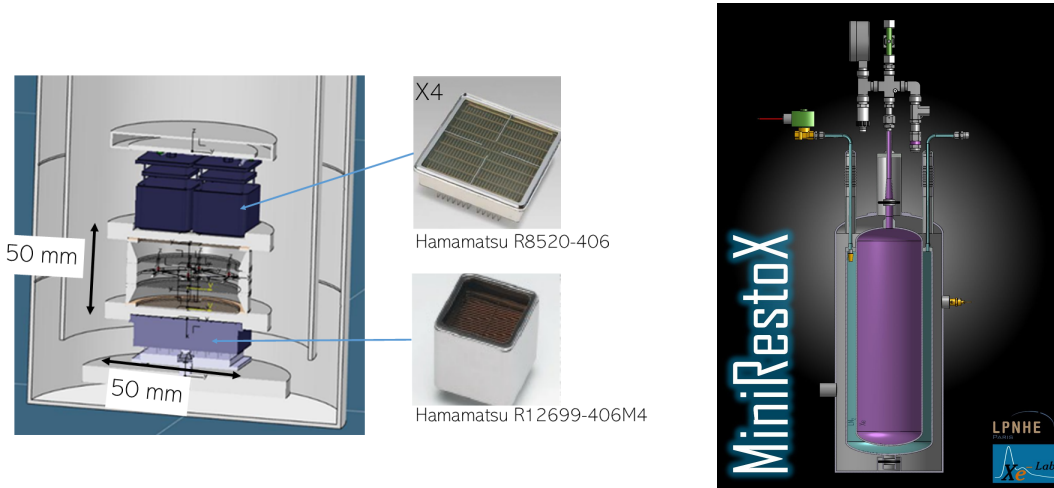 X4
Hamamatsu R8520-406
50 mm
50 mm
Hamamatsu R12699-406M4
MiniRestoX
LPNHE
PARIS
Xe-Lab